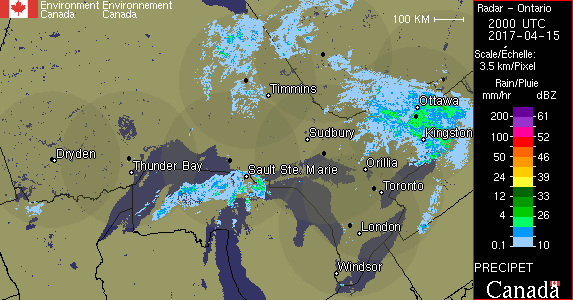 Environment Environnement
Canada Canada
100 KM
Timmins
Ottawa
Kingston
Sudbury
Dryden
Thunder Bay
Sault Ste. Marie
Orillia
Toronto
London
Windsor
Radar - Ontario
2000 UTC
2017-04-15
Scale/Échelle:
3.5 km/Pixel
Rain/Pluie
mm/hr dBZ
200 61
100 52
50 46
24 39
12 33
4 26
0.1 10
PRECIPET
Canada